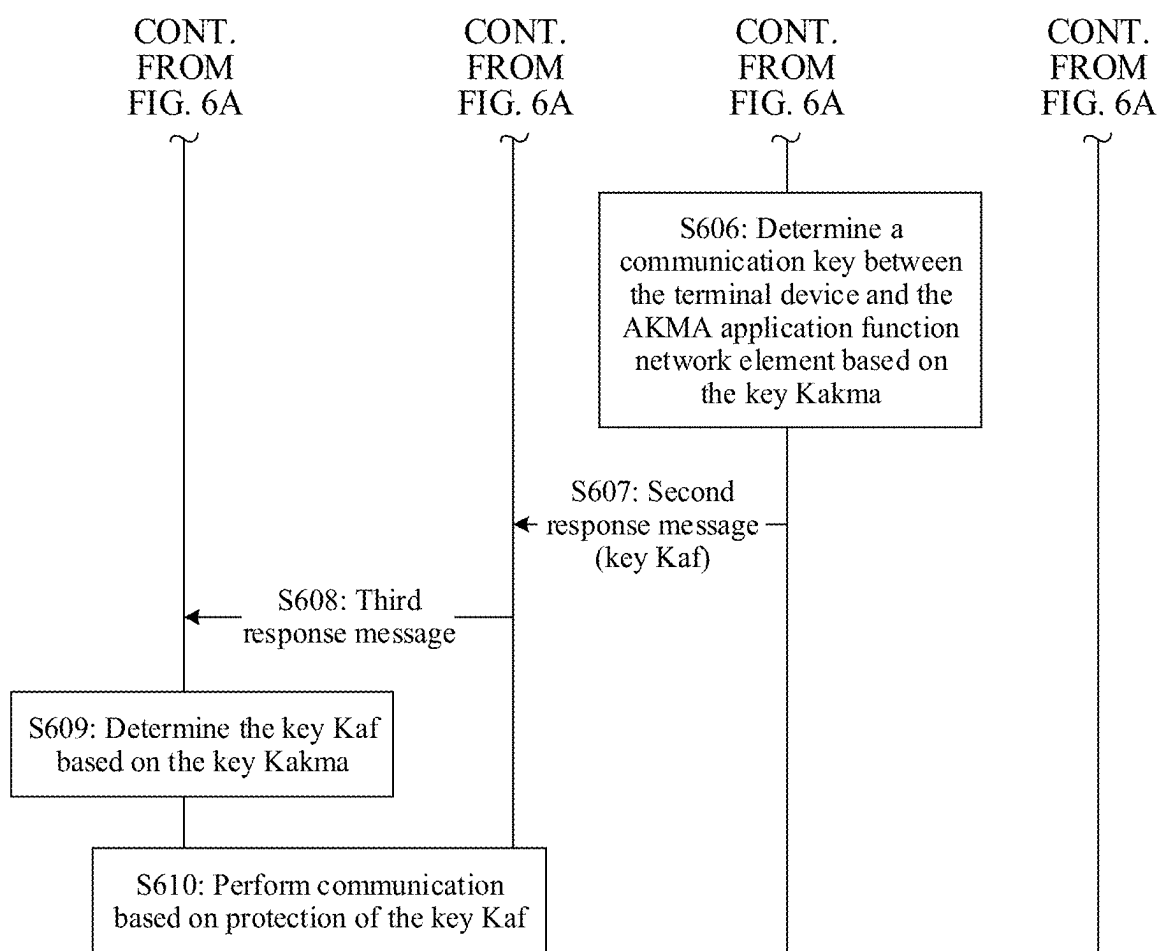 CONT.
FROM
FIG. 6A
CONT.
FROM
FIG. 6A
CONT.
FROM
FIG. 6A
CONT.
FROM
FIG. 6A
S606: Determine a
communication key between
the terminal device and the
AKMA application function
network element based on
the key Kakma
S607: Second
response message
(key Kaf)
S608: Third
response message
S609: Determine the key Kaf
based on the key Kakma
S610: Perform communication
based on protection of the key Kaf